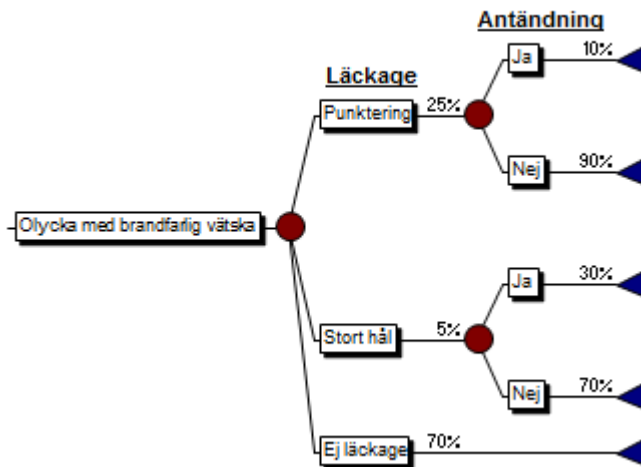 Antändning
Ja 10%
Läckage
Punktering 25%
Nej 90%
Olycka med brandfarlig vätska
Ja 30%
Stort hål 5%
Nej 70%
Ej läckage 70%